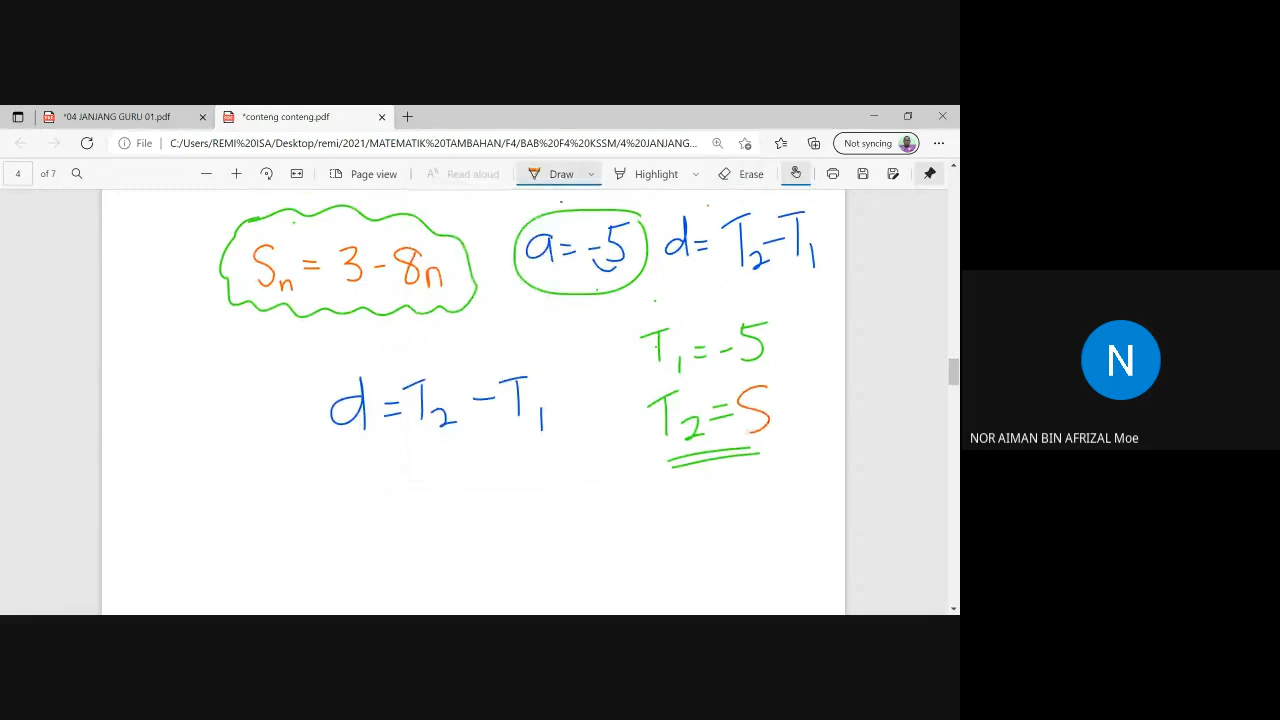 *04 JANJANG GURU 01.pdf
*conteng conteng.pdf
File
C:/Users/REMI%20ISA/Desktop/remi/2021/MATEMATIK%20TAMBAHAN/F4/BAB%20F4%20KSSM/4%20JANJANG...
Not syncing
4 of 7
Page view
Read aloud
Draw
Highlight
Erase
Sn = 3 - 8n
a = -5
d = T2 - T1
T1 = -5
d = T2 - T1
T2 = S
N
NOR AIMAN BIN AFRIZAL Moe